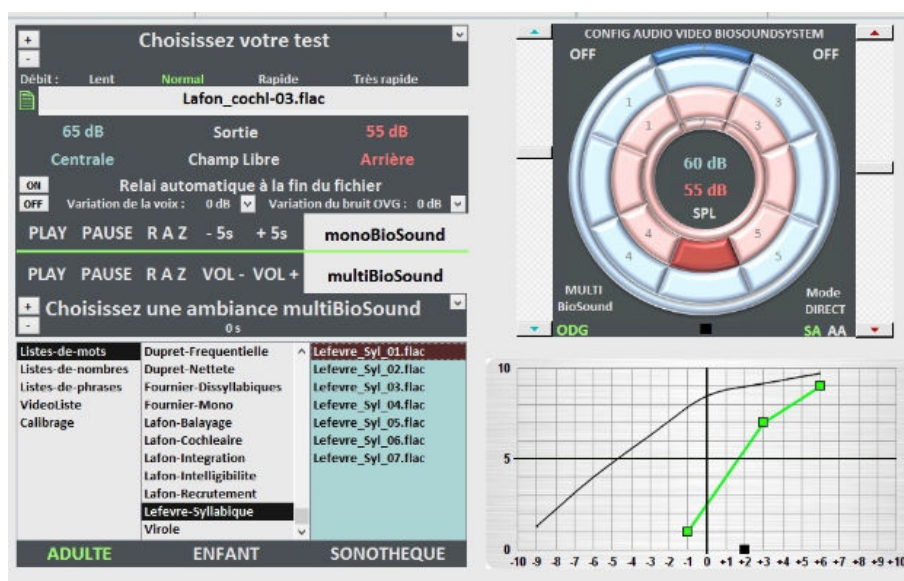 +
-
Choisissez votre test
Débit : Lent Normal Rapide Très rapide
Lafon_cochl-03.flac
65 dB Sortie 55 dB
Centrale Champ Libre Arrière
ON
OFF
Relai automatique à la fin du fichier
Variation de la voix : 0 dB Variation du bruit OVG : 0 dB
PLAY PAUSE R A Z - 5s + 5s monoBioSound
PLAY PAUSE R A Z VOL - VOL + multiBioSound
+
-
Choisissez une ambiance multiBioSound
0 s
Listes-de-mots
Listes-de-nombres
Listes-de-phrases
VideoListe
Calibrage
Dupret-Frequentielle
Dupret-Nettete
Fournier-Dissyllabiques
Fournier-Mono
Lafon-Balayage
Lafon-Cochleaire
Lafon-Integration
Lafon-Intelligibilite
Lafon-Recrutement
Lefevre-Syllabique
Virole
Lefevre_Syl_01.flac
Lefevre_Syl_02.flac
Lefevre_Syl_03.flac
Lefevre_Syl_04.flac
Lefevre_Syl_05.flac
Lefevre_Syl_06.flac
Lefevre_Syl_07.flac
ADULTE ENFANT SONOTHEQUE
CONFIG AUDIO VIDEO BIOSOUNDSYSTEM
OFF OFF
1 3
1 2 3
60 dB
55 dB
SPL
4 5
4 5
MULTI
BioSound
Mode
DIRECT
ODG SA AA
10
5
0
-10 -9 -8 -7 -6 -5 -4 -3 -2 -1 0 +1 +2 +3 +4 +5 +6 +7 +8 +9 +10